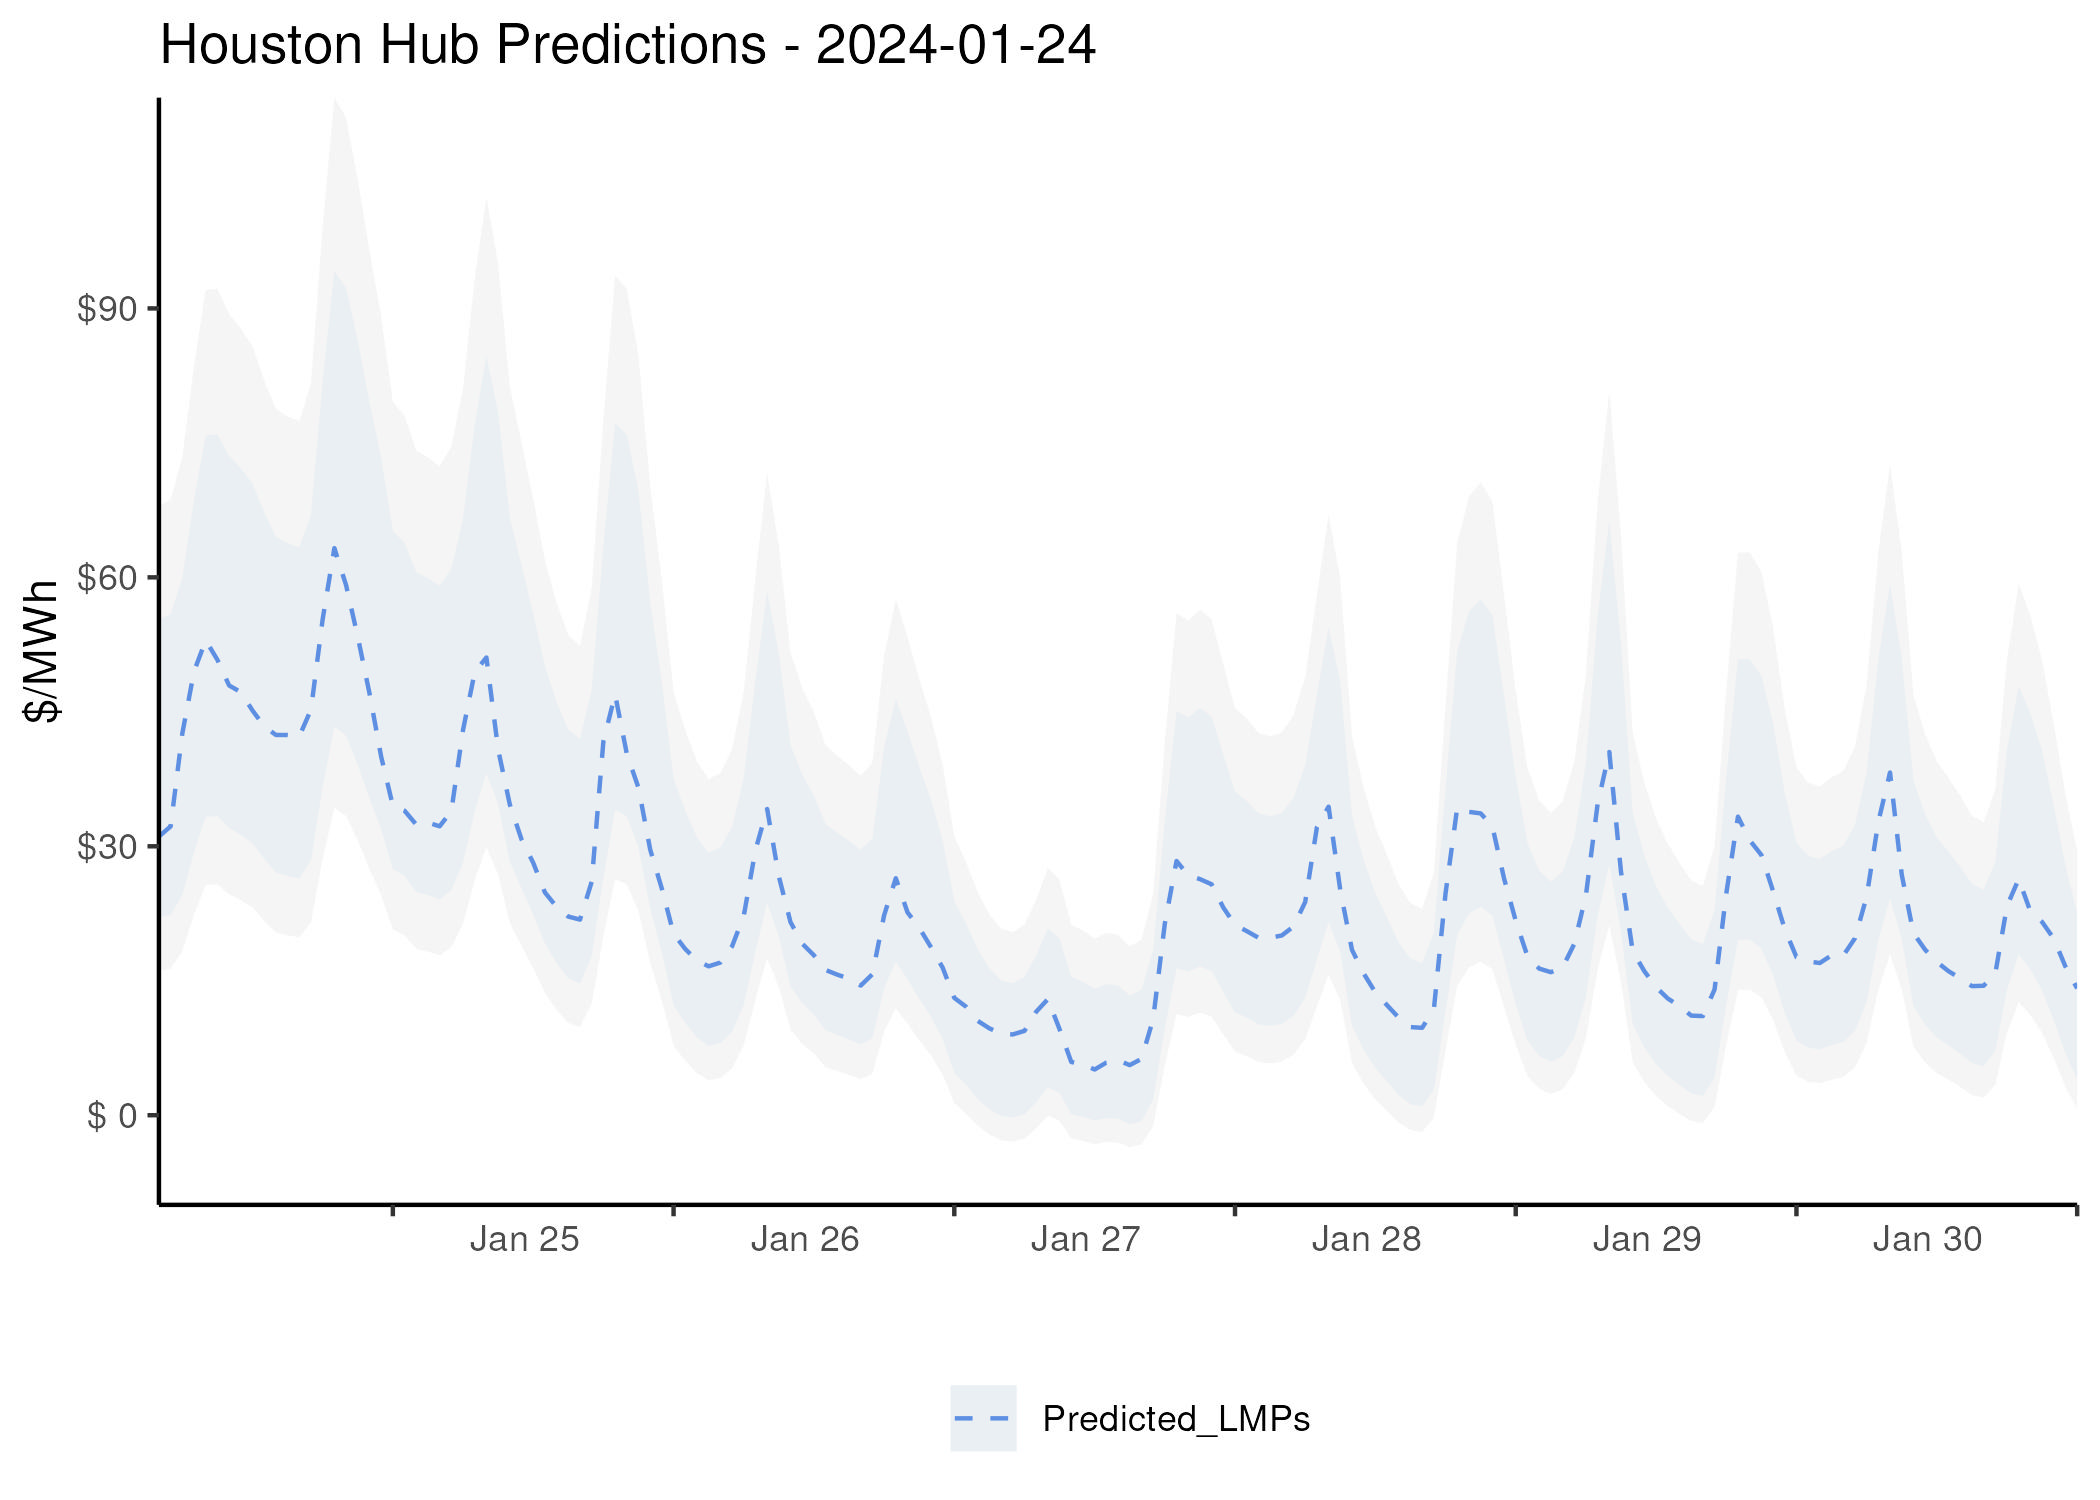 Houston Hub Predictions - 2024-01-24
$/MWh
$90
$60
$30
$ 0
Jan 25 Jan 26 Jan 27 Jan 28 Jan 29 Jan 30
Predicted_LMPs